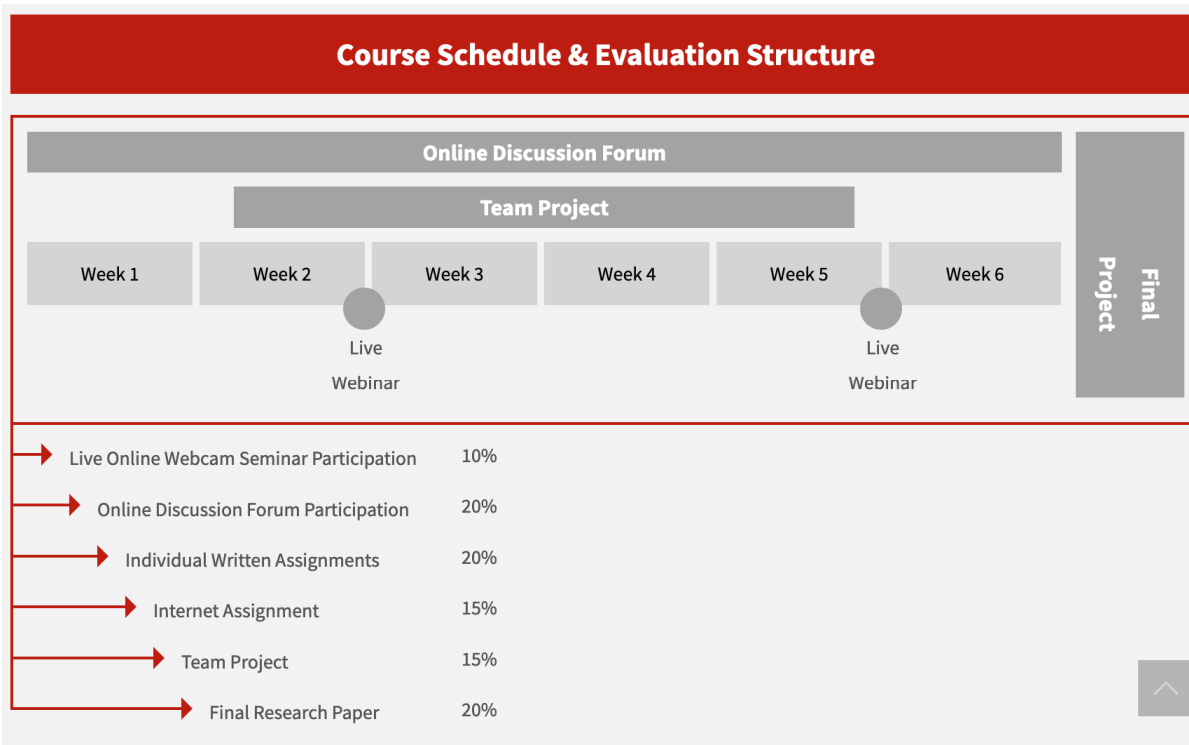 Course Schedule & Evaluation Structure
Online Discussion Forum
Team Project
Week 1
Week 2
Week 3
Week 4
Week 5
Week 6
Live
Webinar
Live
Webinar
Final
Project
Live Online Webcam Seminar Participation 10%
Online Discussion Forum Participation 20%
Individual Written Assignments 20%
Internet Assignment 15%
Team Project 15%
Final Research Paper 20%